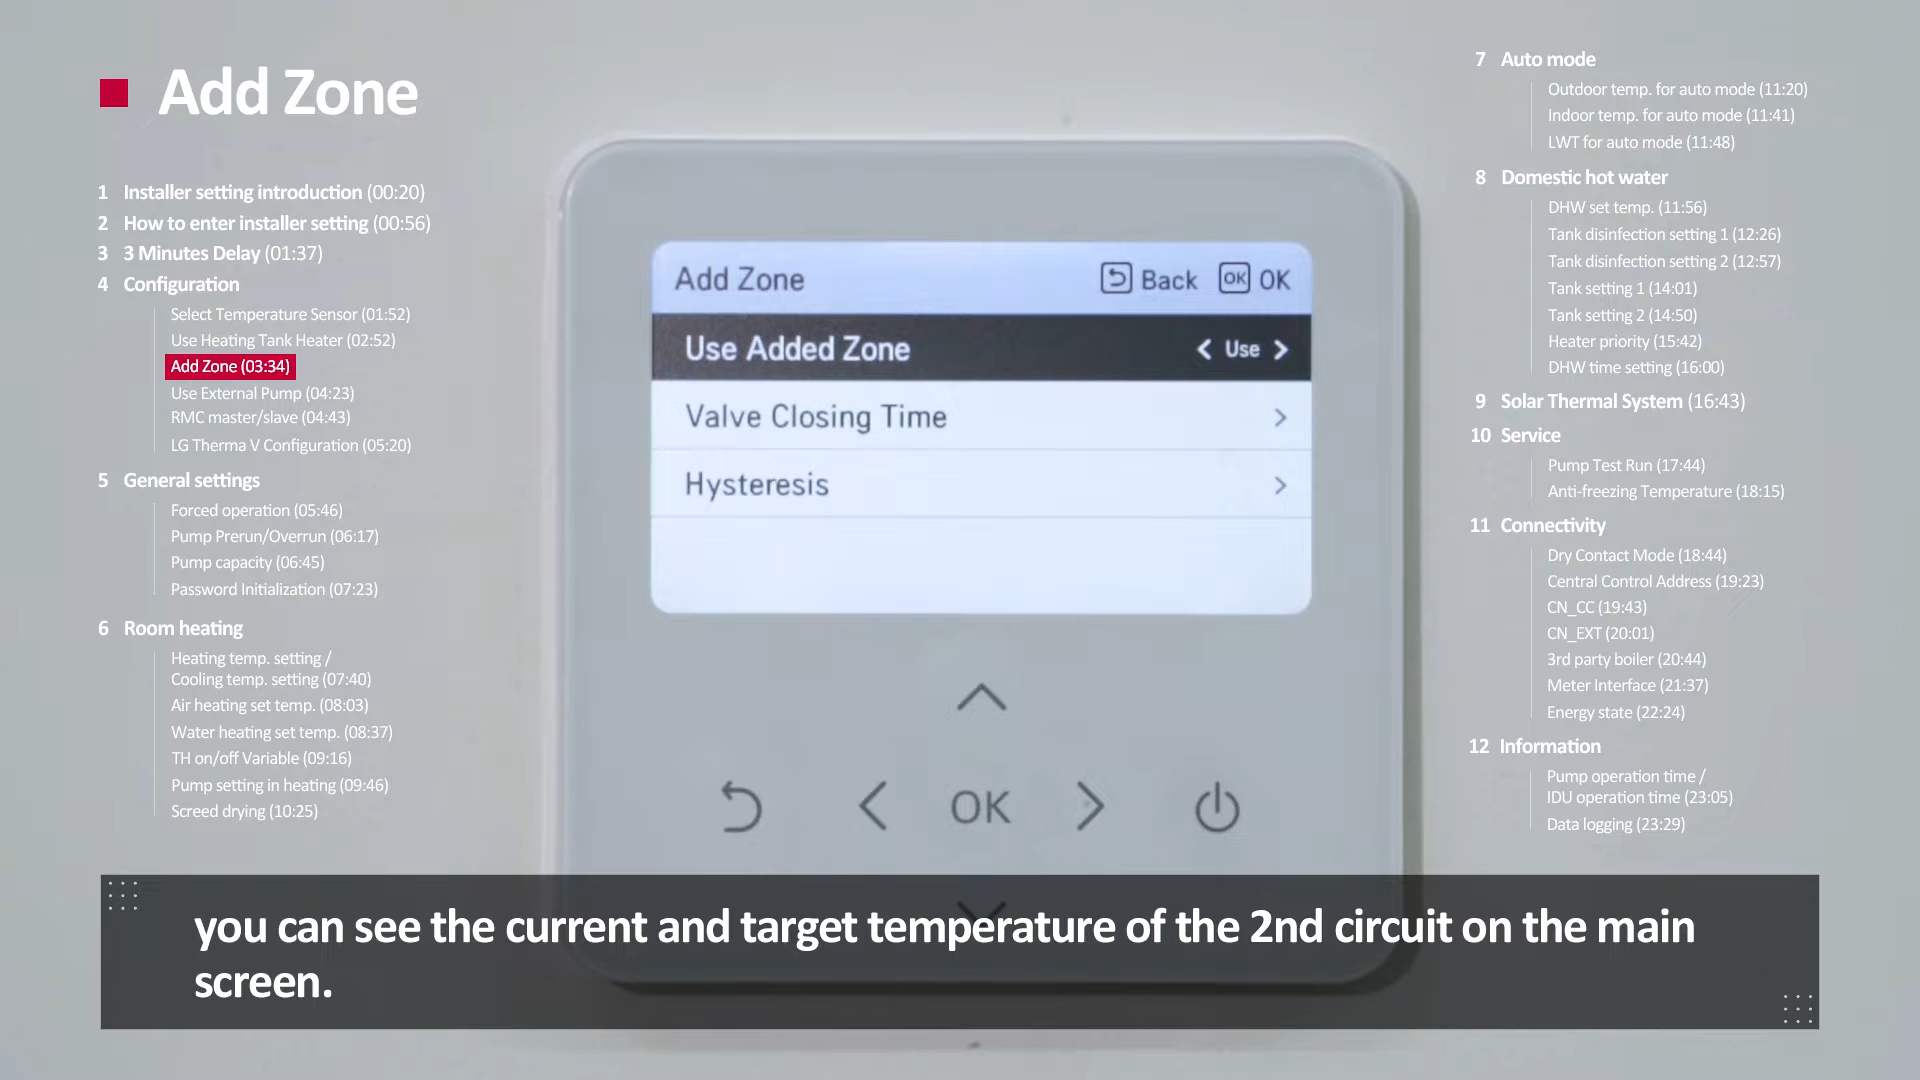 Add Zone
1 Installer setting introduction (00:20)
2 How to enter installer setting (00:56)
3 3 Minutes Delay (01:37)
4 Configuration
Select Temperature Sensor (01:52)
Use Heating Tank Heater (02:52)
Add Zone (03:34)
Use External Pump (04:23)
RMC master/slave (04:43)
LG Therma V Configuration (05:20)
5 General settings
Forced operation (05:46)
Pump Prerun/Overrun (06:17)
Pump capacity (06:45)
Password Initialization (07:23)
6 Room heating
Heating temp. setting /
Cooling temp. setting (07:40)
Air heating set temp. (08:03)
Water heating set temp. (08:37)
TH on/off Variable (09:16)
Pump setting in heating (09:46)
Screed drying (10:25)
Add Zone Back OK OK
Use Added Zone < Use >
Valve Closing Time >
Hysteresis >
OK
7 Auto mode
Outdoor temp. for auto mode (11:20)
Indoor temp. for auto mode (11:41)
LWT for auto mode (11:48)
8 Domestic hot water
DHW set temp. (11:56)
Tank disinfection setting 1 (12:26)
Tank disinfection setting 2 (12:57)
Tank setting 1 (14:01)
Tank setting 2 (14:50)
Heater priority (15:42)
DHW time setting (16:00)
9 Solar Thermal System (16:43)
10 Service
Pump Test Run (17:44)
Anti-freezing Temperature (18:15)
11 Connectivity
Dry Contact Mode (18:44)
Central Control Address (19:23)
CN_CC (19:43)
CN_EXT (20:01)
3rd party boiler (20:44)
Meter Interface (21:37)
Energy state (22:24)
12 Information
Pump operation time /
IDU operation time (23:05)
Data logging (23:29)
you can see the current and target temperature of the 2nd circuit on the main
screen.